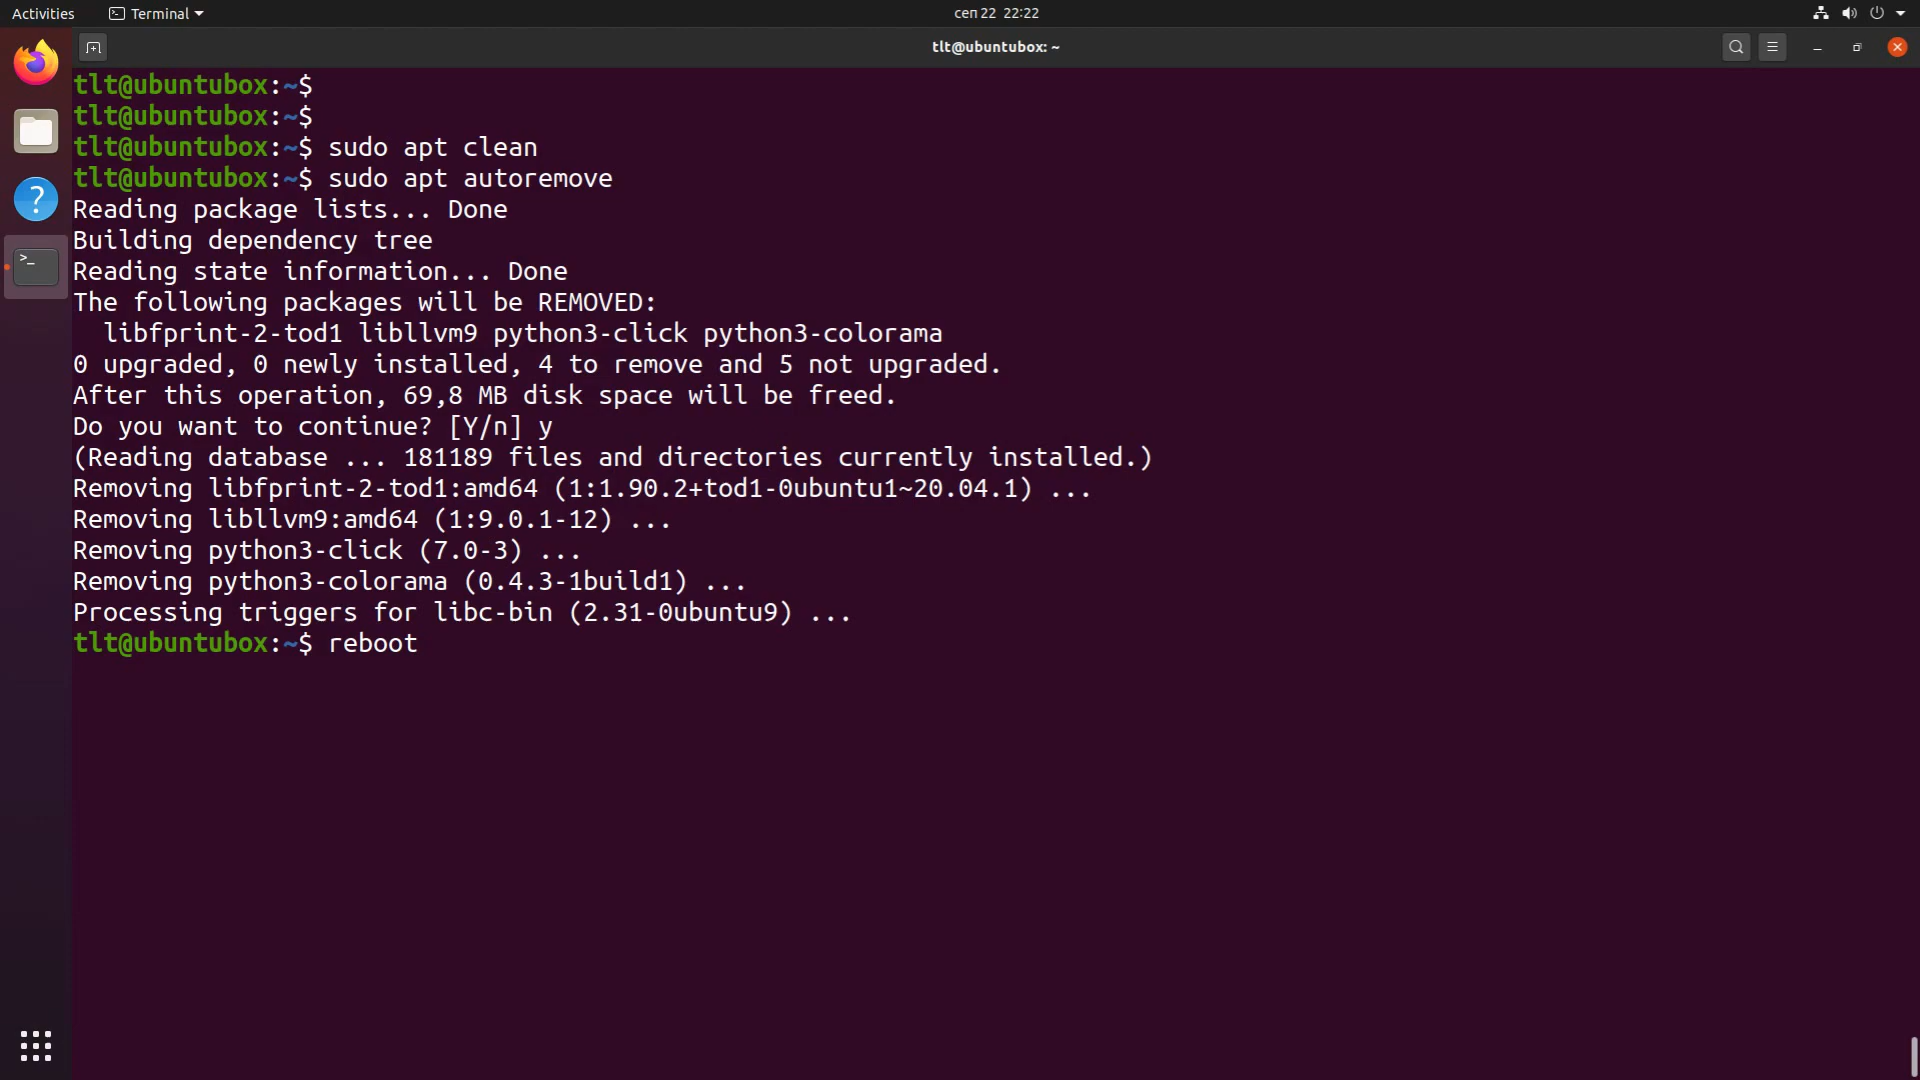 Activities Terminal сеп 22 22:22
tlt@ubuntubox: ~
tlt@ubuntubox:~$
tlt@ubuntubox:~$
tlt@ubuntubox:~$ sudo apt clean
tlt@ubuntubox:~$ sudo apt autoremove
Reading package lists... Done
Building dependency tree
Reading state information... Done
The following packages will be REMOVED:
  libfprint-2-tod1 libllvm9 python3-click python3-colorama
0 upgraded, 0 newly installed, 4 to remove and 5 not upgraded.
After this operation, 69,8 MB disk space will be freed.
Do you want to continue? [Y/n] y
(Reading database ... 181189 files and directories currently installed.)
Removing libfprint-2-tod1:amd64 (1:1.90.2+tod1-0ubuntu1~20.04.1) ...
Removing libllvm9:amd64 (1:9.0.1-12) ...
Removing python3-click (7.0-3) ...
Removing python3-colorama (0.4.3-1build1) ...
Processing triggers for libc-bin (2.31-0ubuntu9) ...
tlt@ubuntubox:~$ reboot